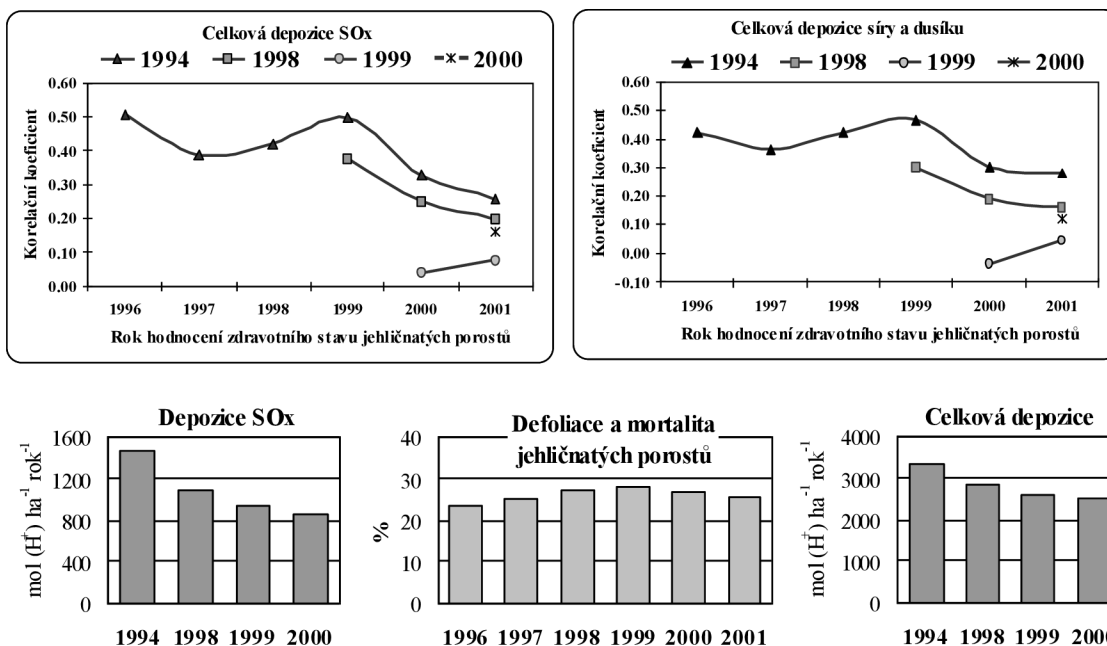 Celková depozice SOx
1994 1998 1999 2000
0.60
0.50
0.40
0.30
0.20
0.10
0.00
Korelační koeficient
1996 1997 1998 1999 2000 2001
Rok hodnocení zdravotního stavu jehličnatých porostů
Celková depozice síry a dusíku
1994 1998 1999 2000
0.60
0.50
0.40
0.30
0.20
0.10
0.00
-0.10
Korelační koeficient
1996 1997 1998 1999 2000 2001
Rok hodnocení zdravotního stavu jehličnatých porostů
Depozice SOx
1600
1200
800
400
0
mol (H⁺) ha⁻¹ rok⁻¹
1994 1998 1999 2000
Defoliace a mortalita
jehličnatých porostů
40
30
20
10
0
%
1996 1997 1998 1999 2000 2001
Celková depozice
4000
3000
2000
1000
0
mol (H⁺) ha⁻¹ rok⁻¹
1994 1998 1999 200